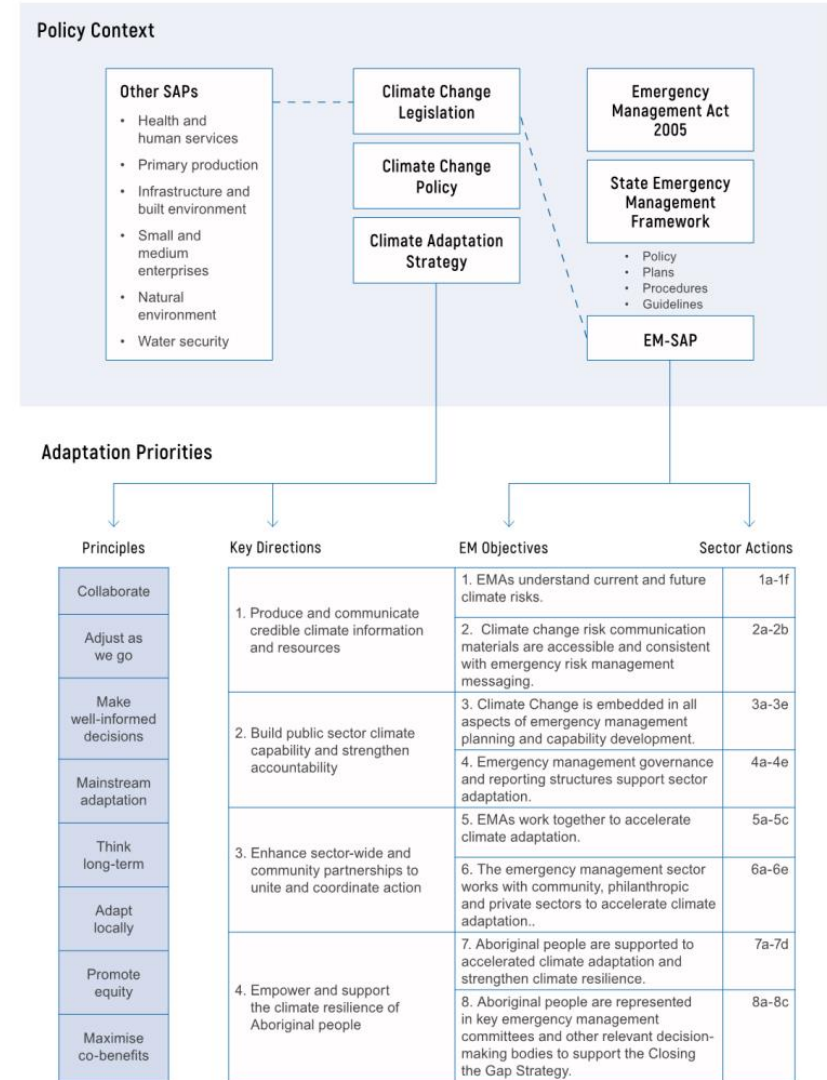 Policy Context
Other SAPs
• Health and
human services
• Primary production
• Infrastructure and
built environment
• Small and
medium
enterprises
• Natural
environment
• Water security
Climate Change
Legislation
Climate Change
Policy
Climate Adaptation
Strategy
Emergency
Management Act
2005
State Emergency
Management
Framework
• Policy
• Plans
• Procedures
• Guidelines
EM-SAP
Adaptation Priorities
Principles
Collaborate
Adjust as
we go
Make
well-informed
decisions
Mainstream
adaptation
Think
long-term
Adapt
locally
Promote
equity
Maximise
co-benefits
Key Directions
1. Produce and communicate
credible climate information
and resources
2. Build public sector climate
capability and strengthen
accountability
3. Enhance sector-wide and
community partnerships to
unite and coordinate action
4. Empower and support
the climate resilience of
Aboriginal people
EM Objectives
Sector Actions
1. EMAs understand current and future
climate risks.
1a-1f
2. Climate change risk communication
materials are accessible and consistent
with emergency risk management
messaging.
2a-2b
3. Climate Change is embedded in all
aspects of emergency management
planning and capability development.
3a-3e
4. Emergency management governance
and reporting structures support sector
adaptation.
4a-4e
5. EMAs work together to accelerate
climate adaptation.
5a-5c
6. The emergency management sector
works with community, philanthropic
and private sectors to accelerate climate
adaptation..
6a-6e
7. Aboriginal people are supported to
accelerated climate adaptation and
strengthen climate resilience.
7a-7d
8. Aboriginal people are represented
in key emergency management
committees and other relevant decision-
making bodies to support the Closing
the Gap Strategy.
8a-8c